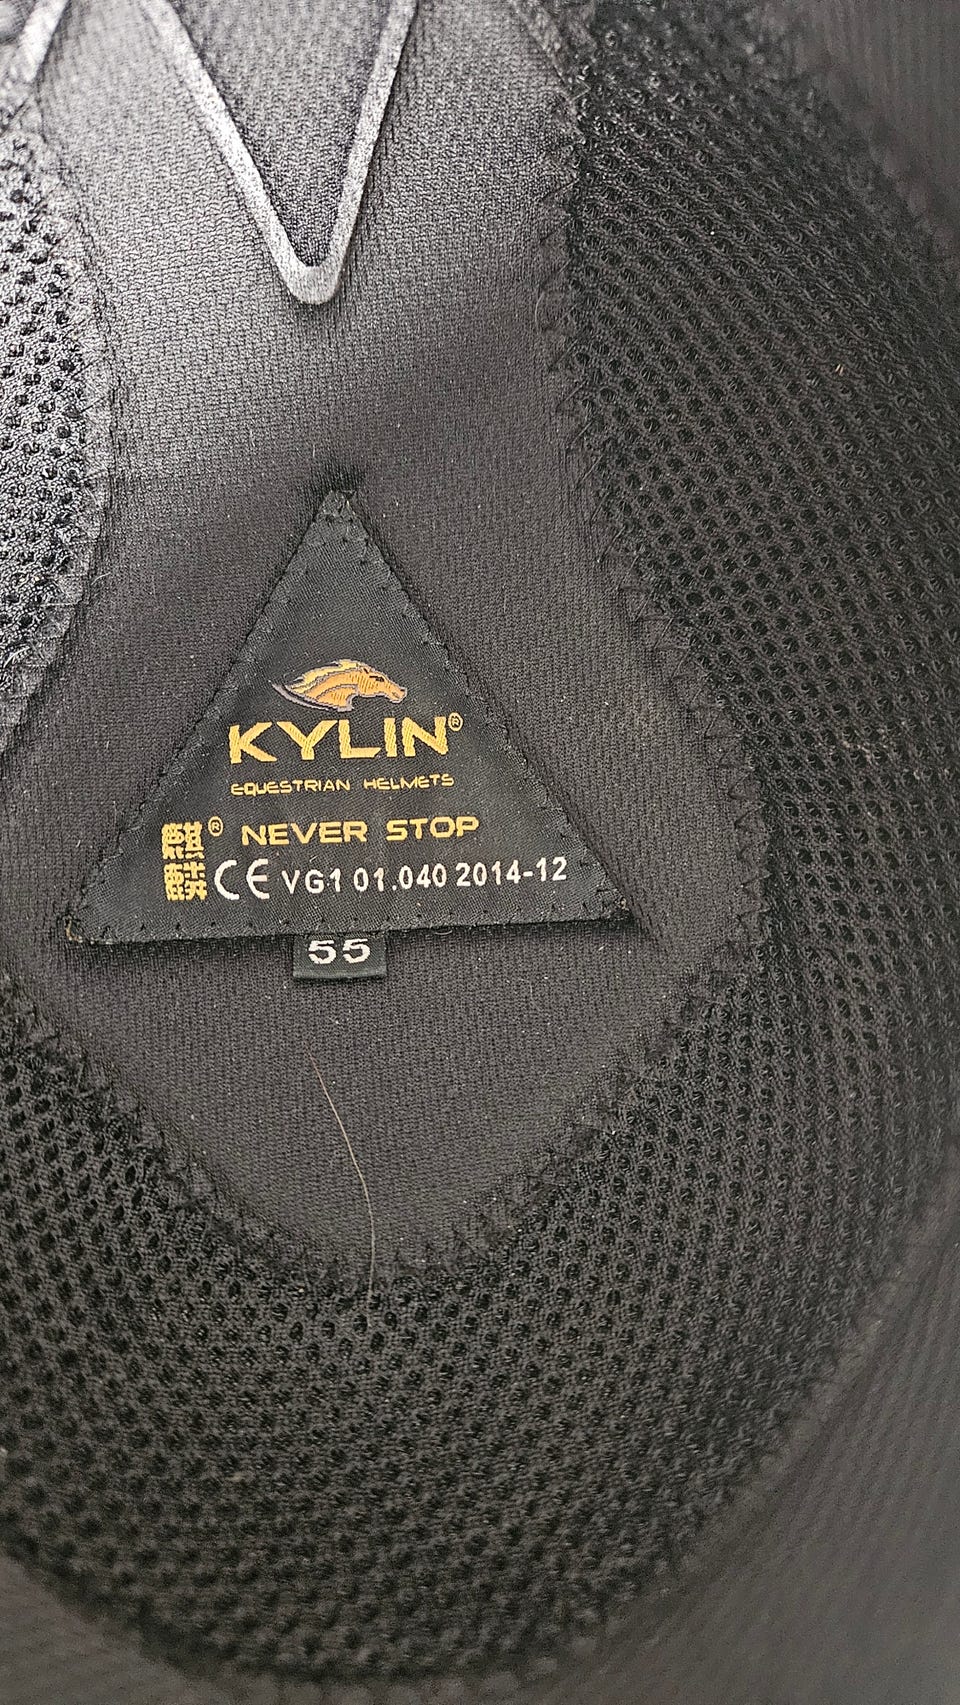 KYLIN®
EQUESTRIAN HELMETS
麒麟® NEVER STOP
CE VG1 01.040 2014-12
55